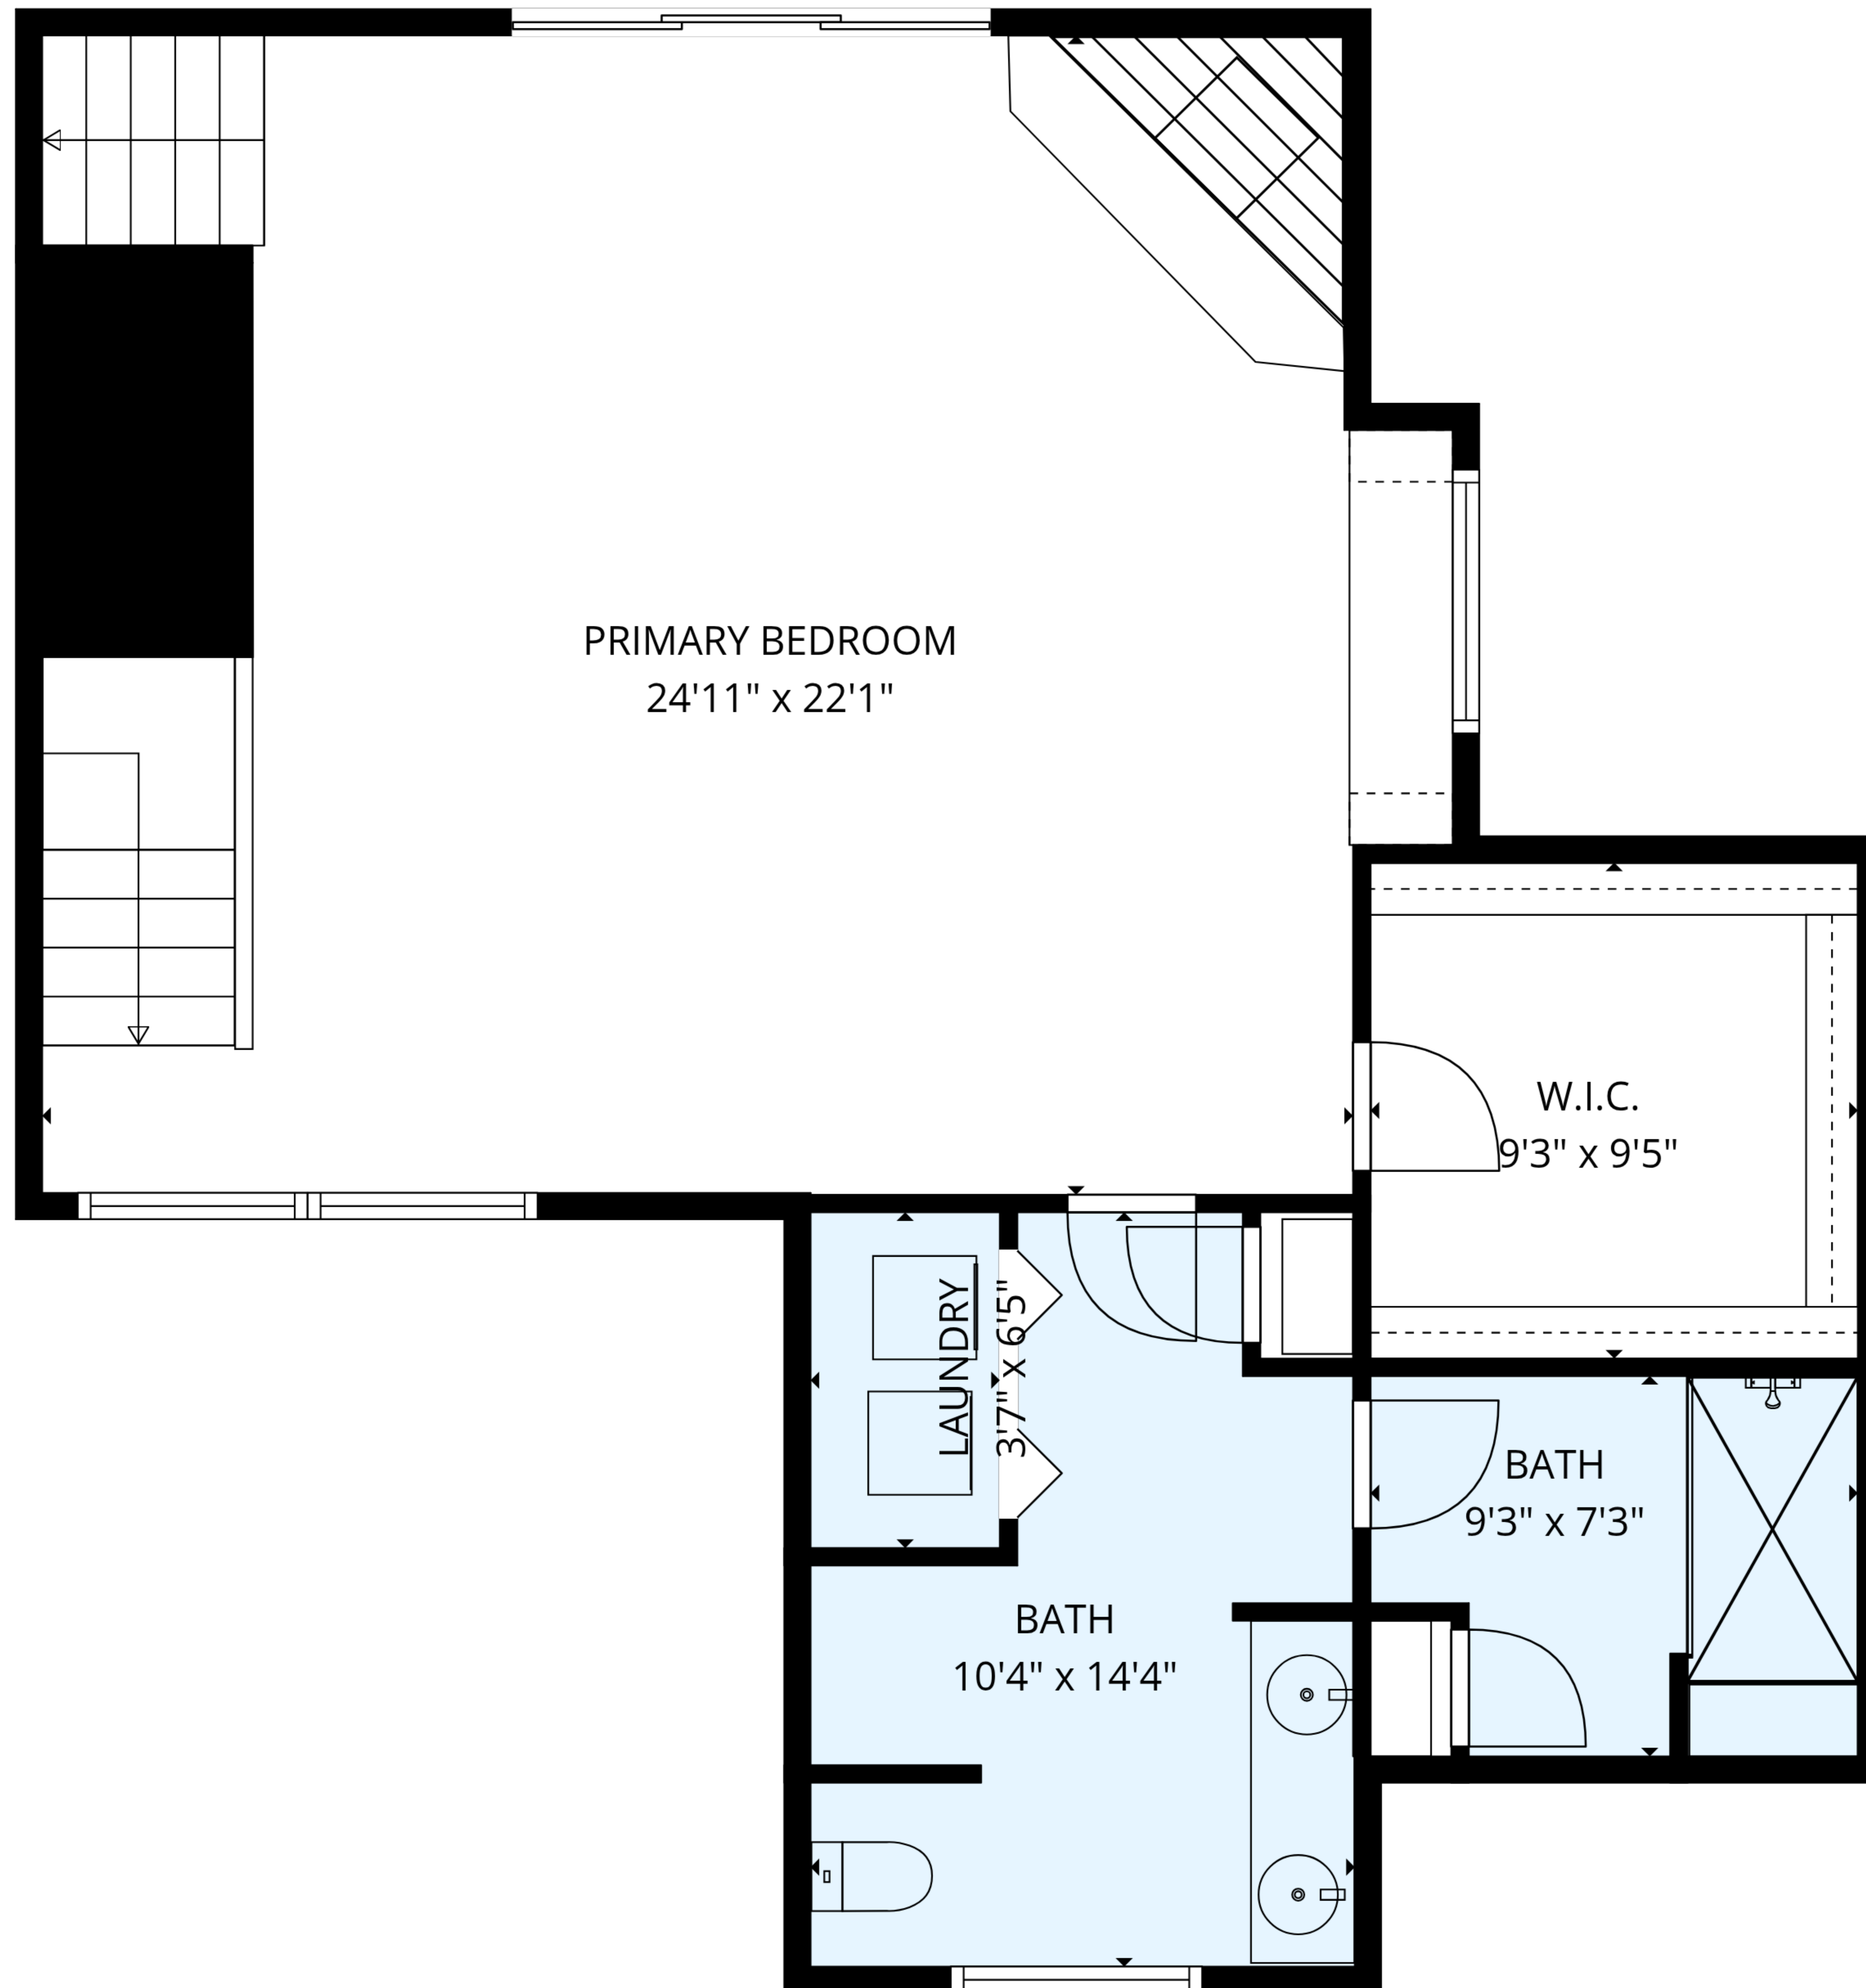 PRIMARY BEDROOM
24'11" x 22'1"
W.I.C.
9'3" x 9'5"
LAUNDRY
3'7" x 6'5"
BATH
9'3" x 7'3"
BATH
10'4" x 14'4"